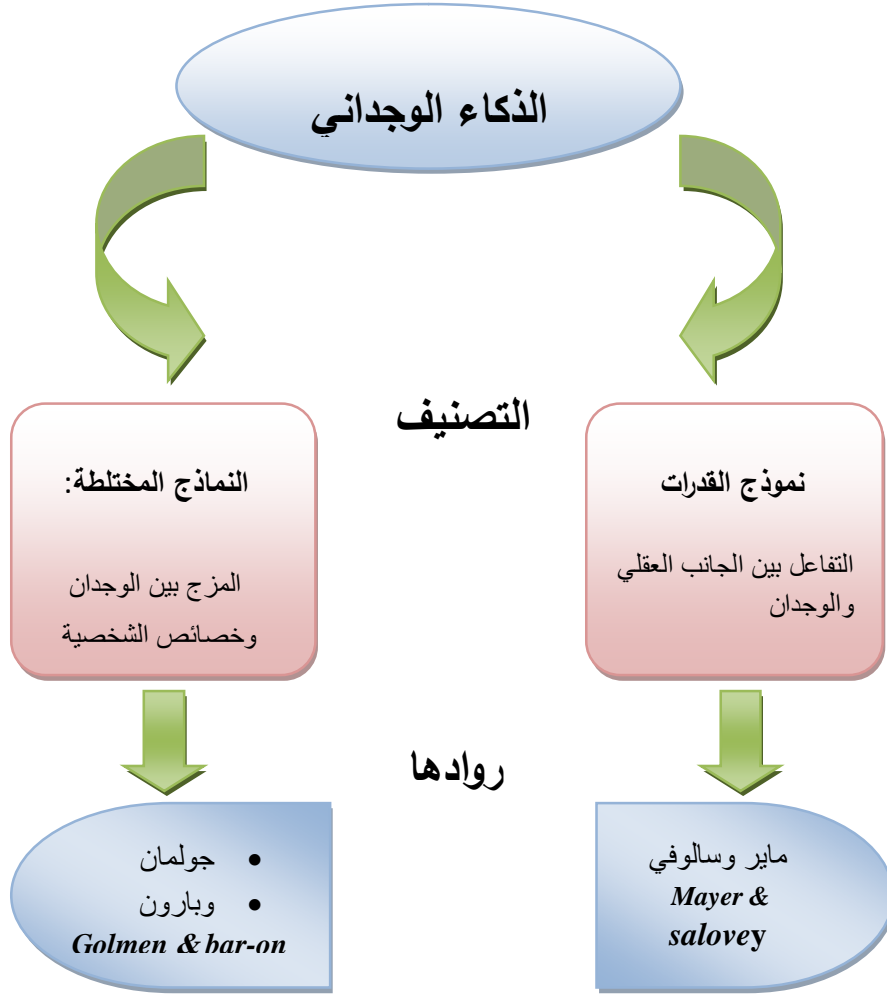 الذكاء الوجداني
التصنيف
نموذج القدرات
التفاعل بين الجانب العقلي
والوجدان
النماذج المختلطة:
المزج بين الوجدان
وخصائص الشخصية
روادها
ماير وسالوفي
Mayer &
salovey
• جولمان
• وبارون
Golmen & bar-on